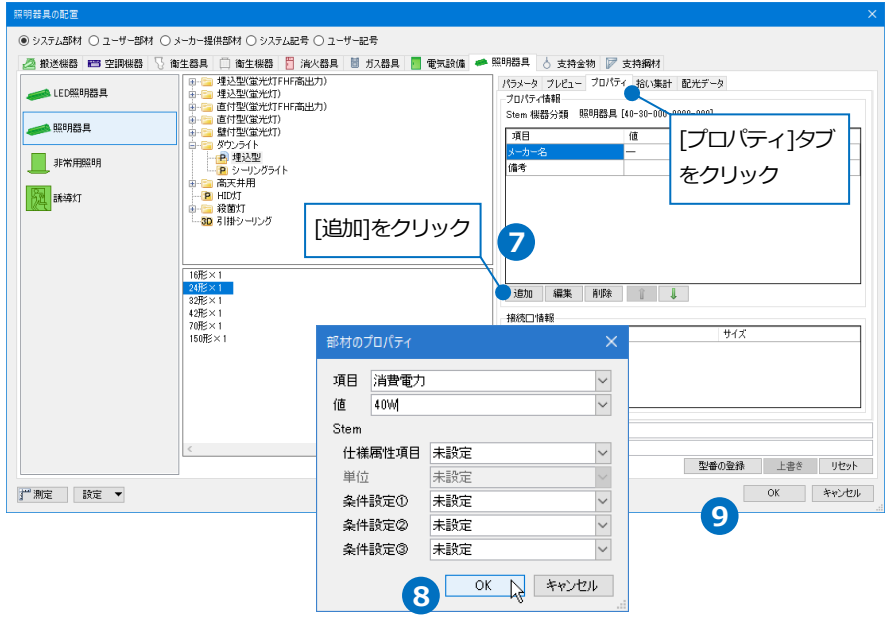 照明器具の配置
システム部材 ユーザー部材 メーカー提供部材 システム記号 ユーザー記号
搬送機器 空調機器 衛生器具 衛生機器 消火器具 ガス器具 電気設備 照明器具 支持金物 支持鋼材
LED照明器具
照明器具
非常用照明
誘導灯
埋込型(蛍光灯FHF高出力)
埋込型(蛍光灯)
直付型(蛍光灯FHF高出力)
直付型(蛍光灯)
壁付型(蛍光灯)
ダウンライト
埋込型
シーリングライト
高天井用
HID灯
殺菌灯
3D 引掛シーリング
16形×1
24形×1
32形×1
42形×1
70形×1
150形×1
パラメータ プレビュー プロパティ 拾い集計 配光データ
プロパティ情報
Stem 機器分類 照明器具 [40-30-000-0000-000]
項目 値
メーカー名 —
備考
[プロパティ]タブ
をクリック
[追加]をクリック
7
追加 編集 削除
接続口情報
サイズ
部材のプロパティ
項目 消費電力
値 40W
Stem
仕様属性項目 未設定
単位 未設定
条件設定① 未設定
条件設定② 未設定
条件設定③ 未設定
8
OK キャンセル
型番の登録 上書き リセット
測定 設定
OK キャンセル
9